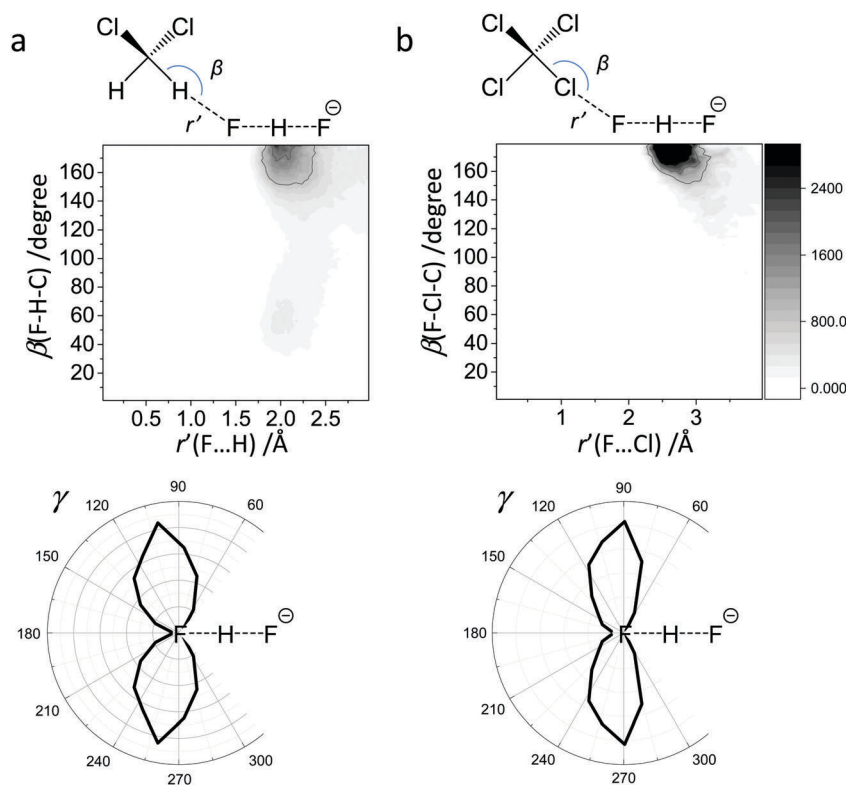 a
Cl Cl
H H β
r'
F H F ⊖
160
140
120
100
80
60
40
20
β(F-H-C) /degree
0.5 1.0 1.5 2.0 2.5
r'(F...H) /Å
γ
90
120 60
150
180 F H F ⊖
210
240 300
270
b
Cl Cl
Cl Cl β
r'
F H F ⊖
160
140
120
100
80
60
40
20
β(F-Cl-C) /degree
1 2 3
r'(F...Cl) /Å
2400
1600
800.0
0.000
γ
90
120 60
150
180 F H F ⊖
210
240 300
270